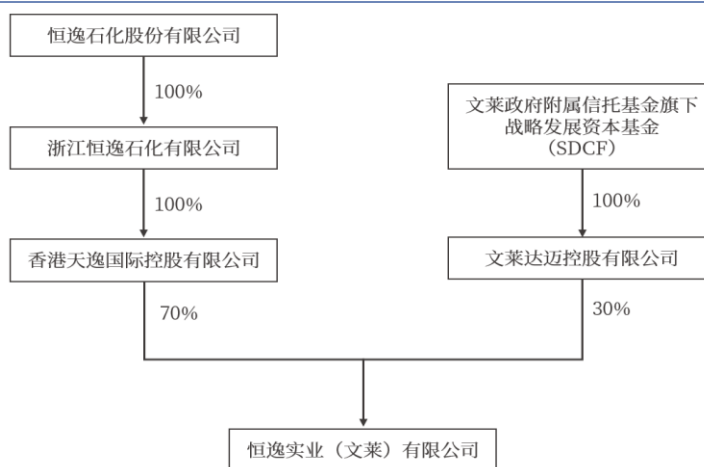 恒逸石化股份有限公司
100%
文莱政府附属信托基金旗下
战略发展资本基金
（SDCF）
浙江恒逸石化有限公司
100%
100%
香港天逸国际控股有限公司
文莱达迈控股有限公司
70%
30%
恒逸实业（文莱）有限公司